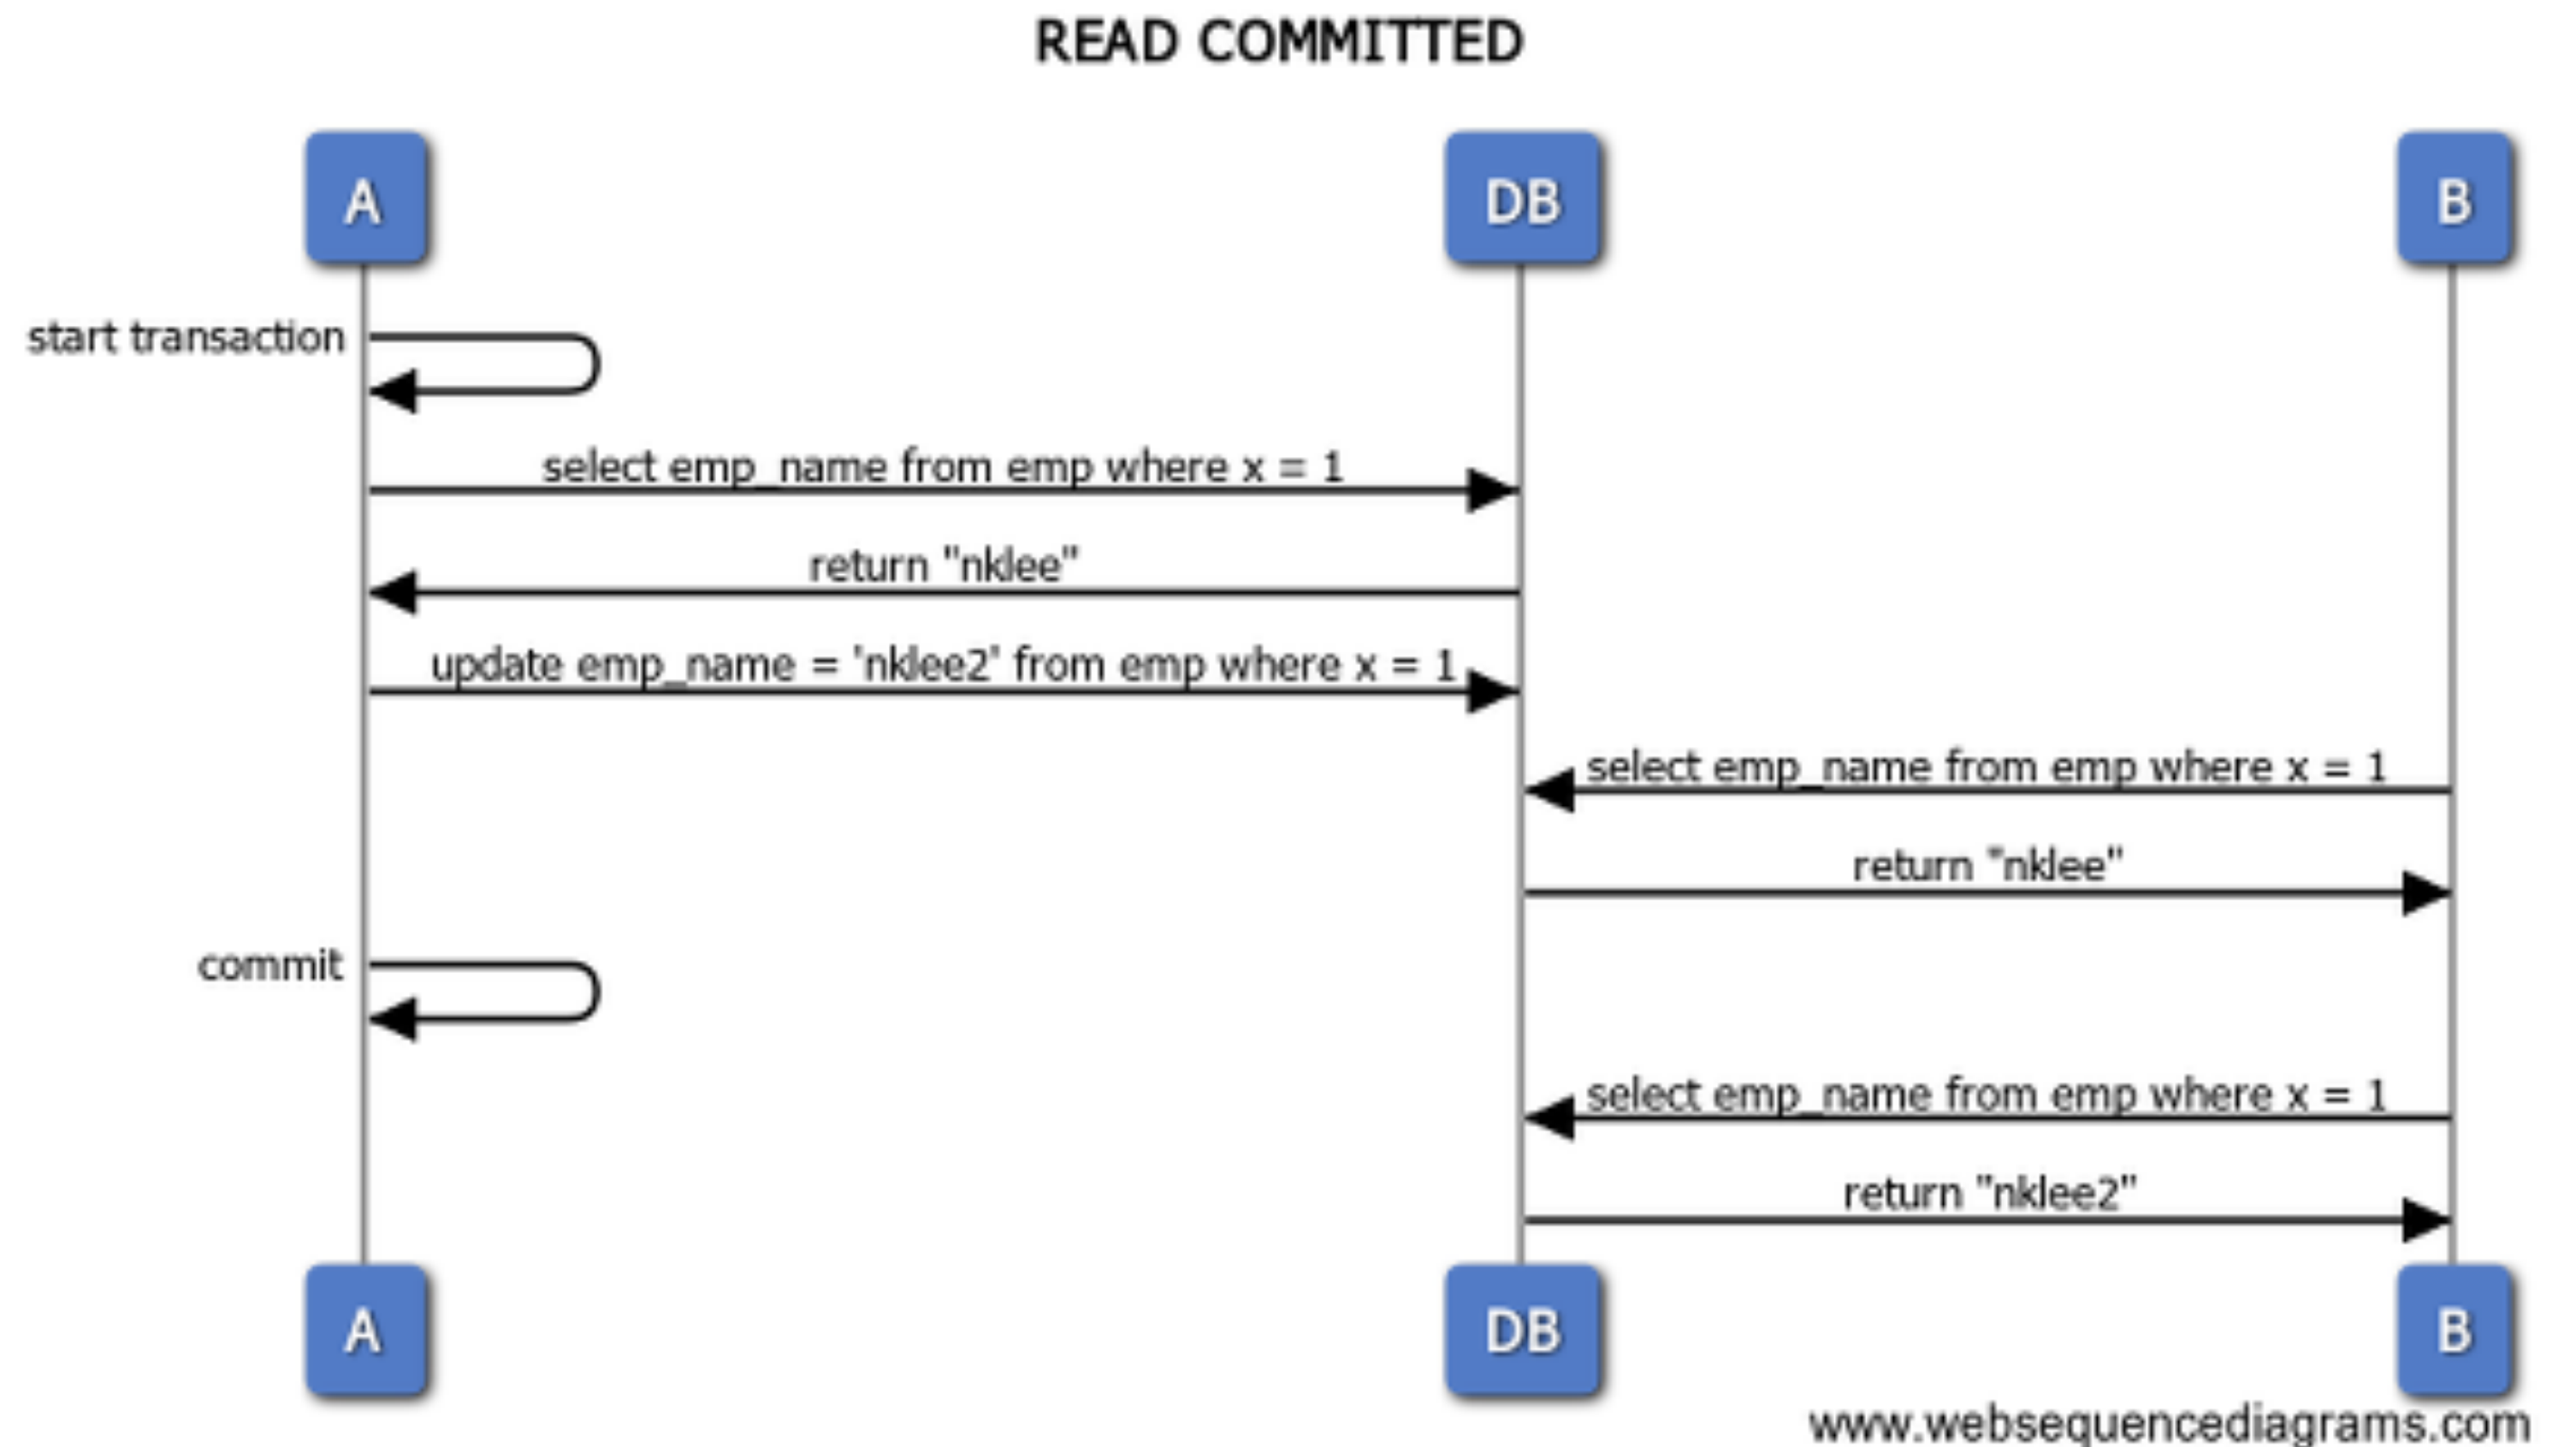 READ COMMITTED
A
DB
B
start transaction
select emp_name from emp where x = 1
return "nklee"
update emp_name = 'nklee2' from emp where x = 1
select emp_name from emp where x = 1
return "nklee"
commit
select emp_name from emp where x = 1
return "nklee2"
A
DB
B
www.websequencediagrams.com